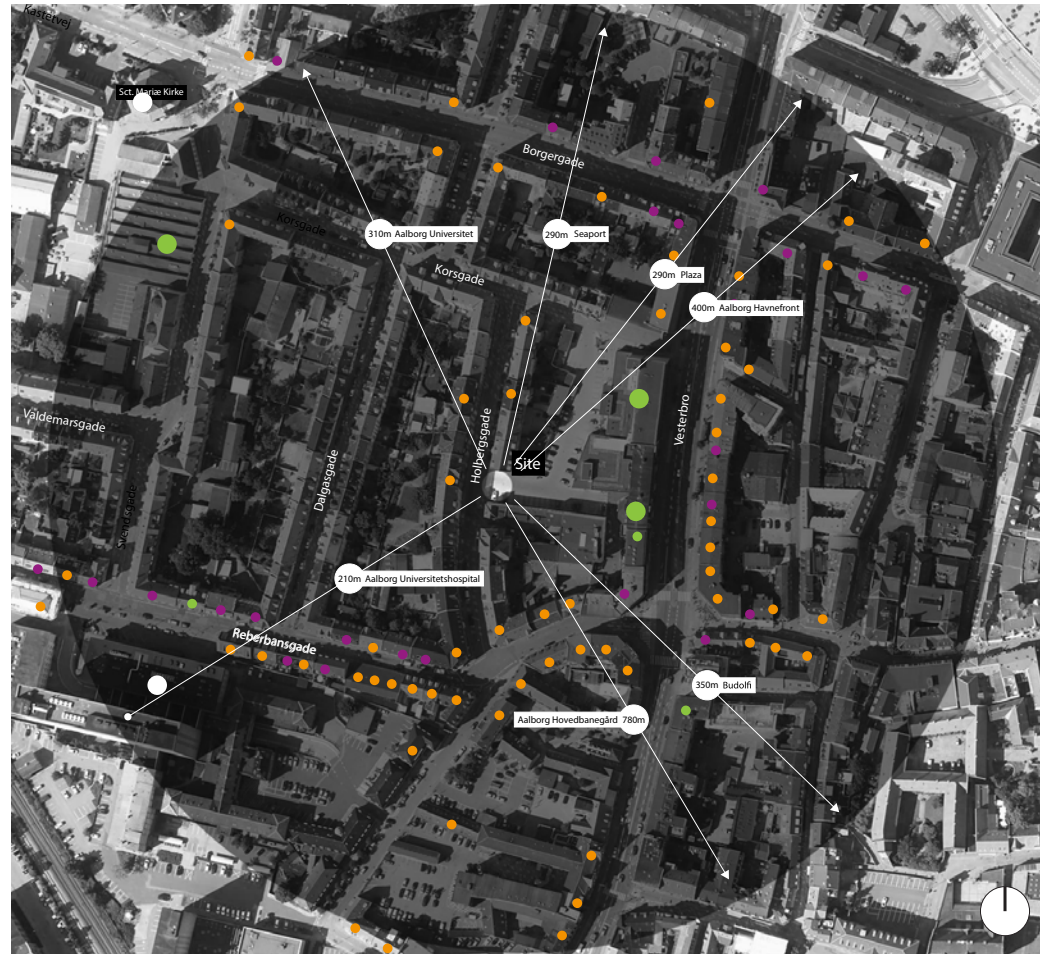 Kastetvej
Sct. Mariæ Kirke
Borgergade
Korsgade
310m Aalborg Universitet
290m Seaport
Korsgade
290m Plaza
400m Aalborg Havnefront
Valdemarsgade
Vesterbro
Holbergsgade
Site
Dalgasgade
Svendsgade
210m Aalborg Universitetshospital
Reberbansgade
350m Budolfi
Aalborg Hovedbanegård 780m